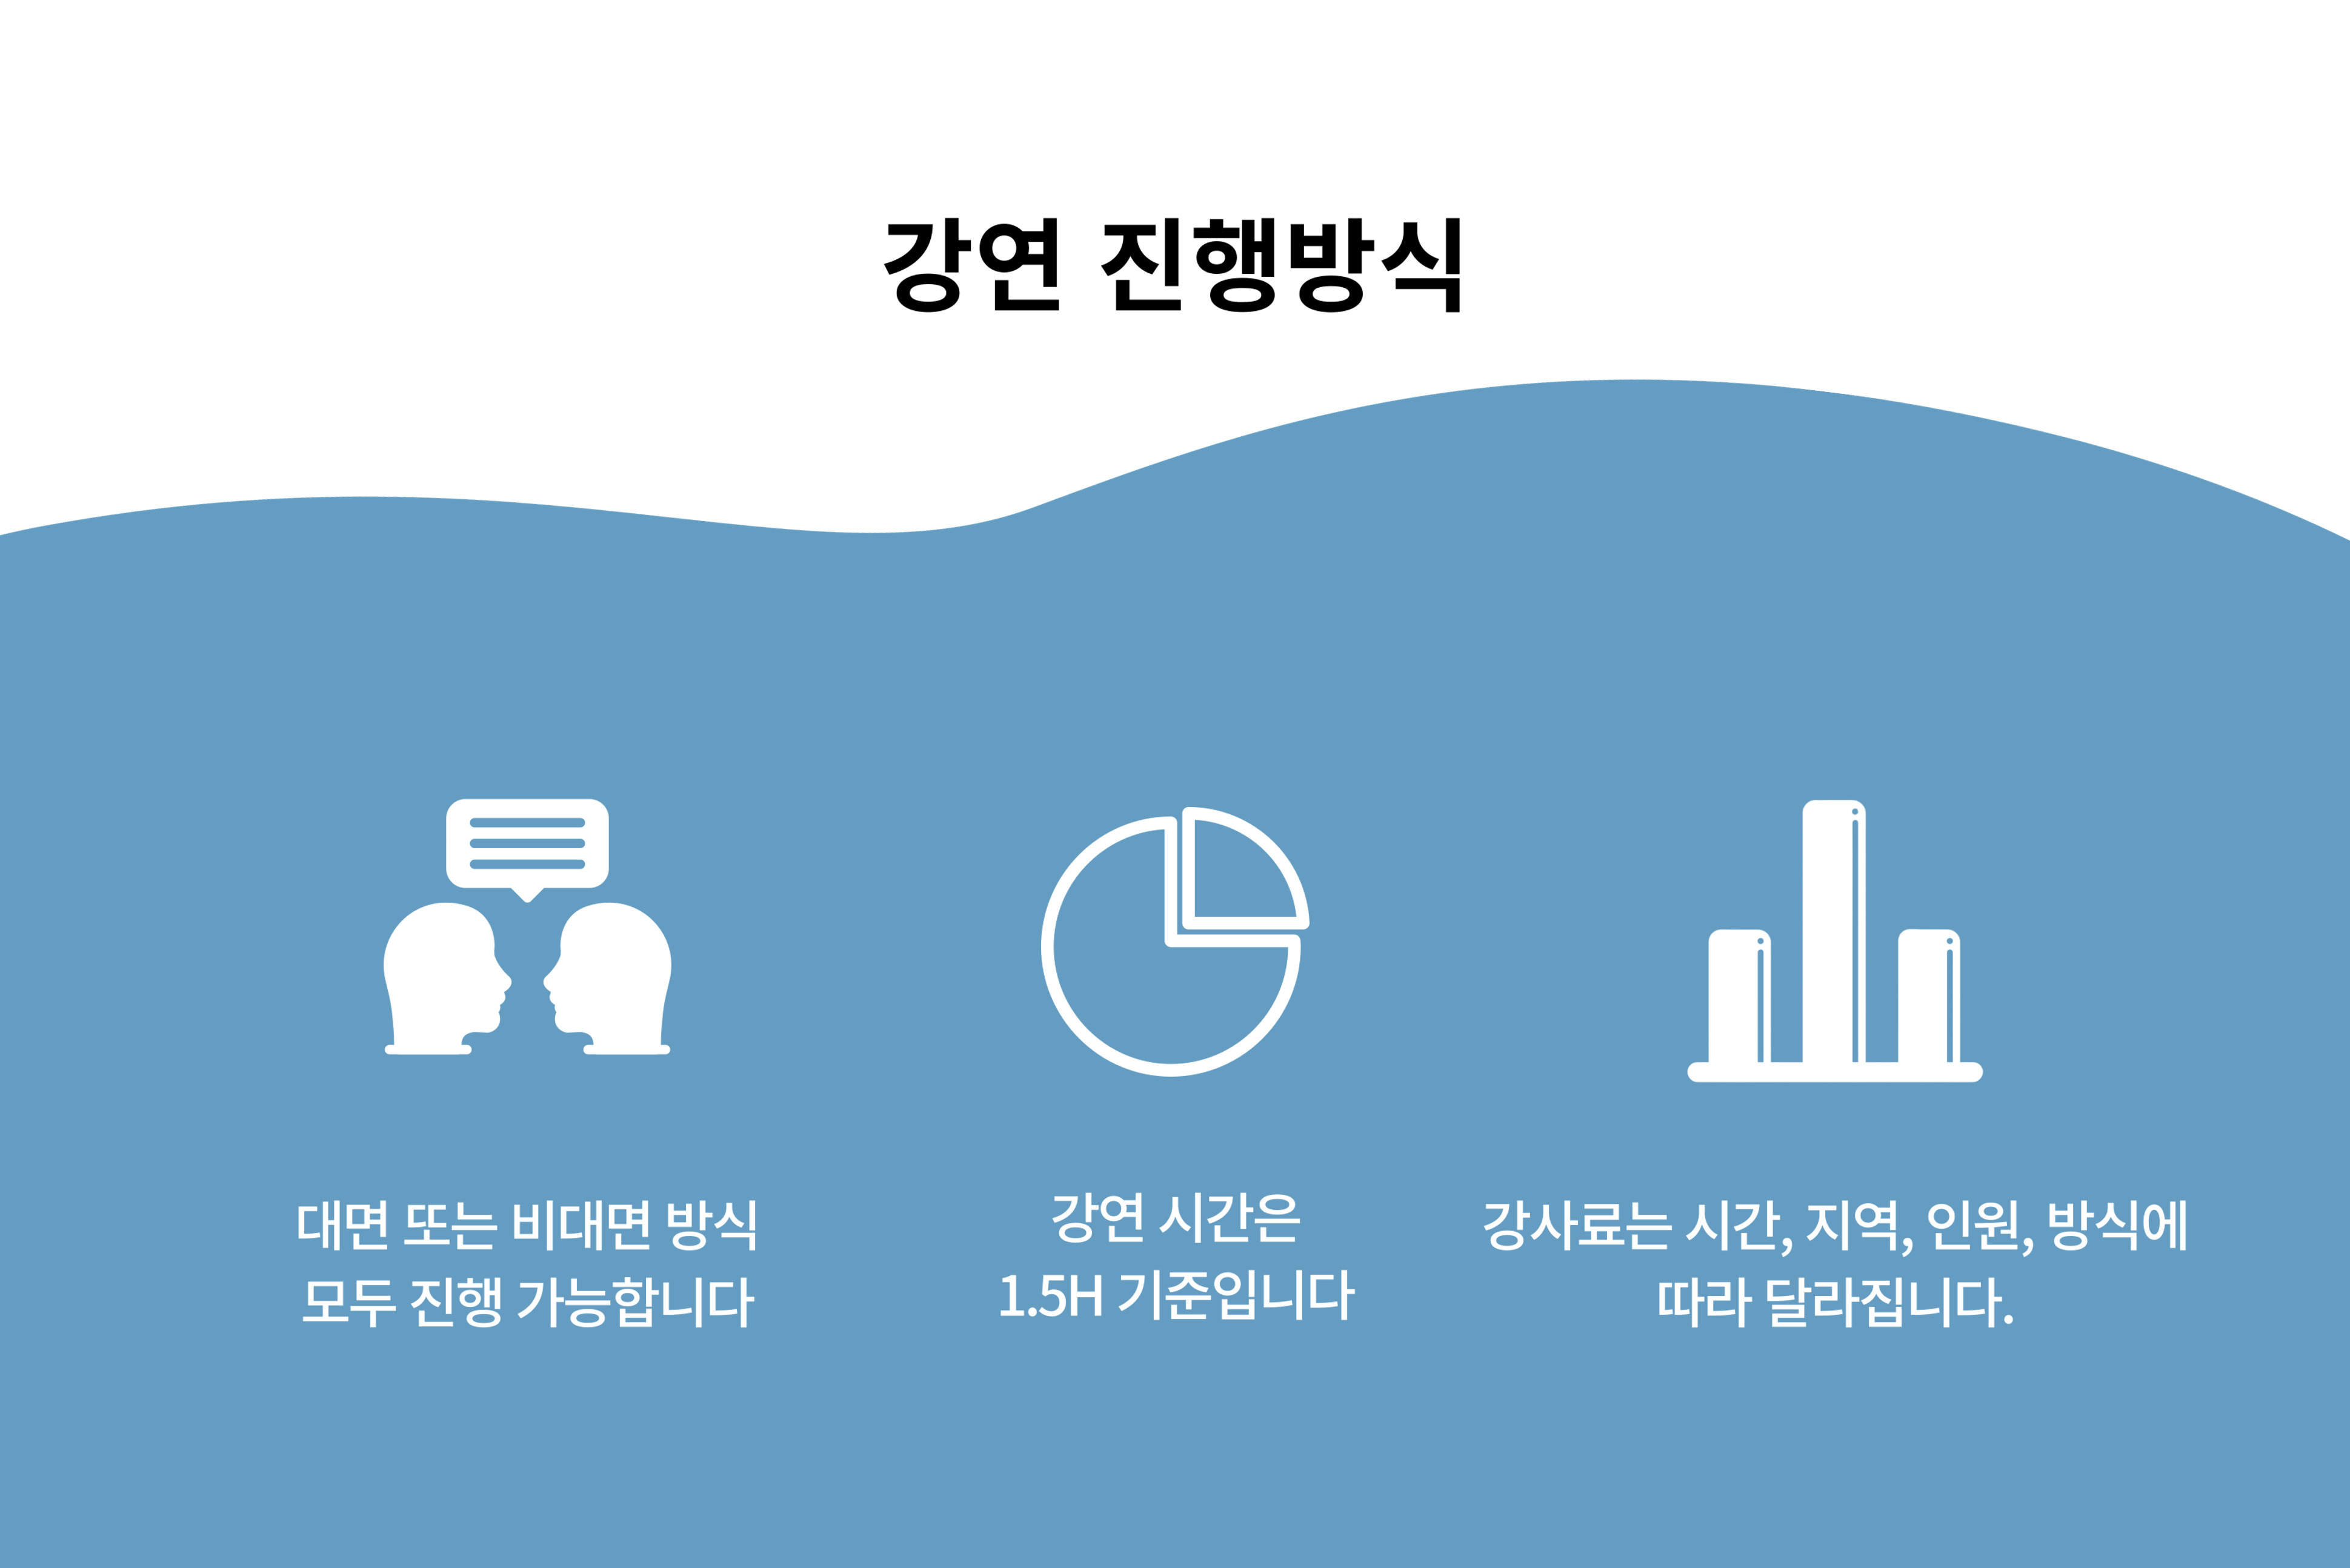 강연 진행방식
대면 또는 비대면 방식
모두 진행 가능합니다
강연 시간은
1.5H 기준입니다
강사료는 시간, 지역, 인원, 방식에
따라 달라집니다.